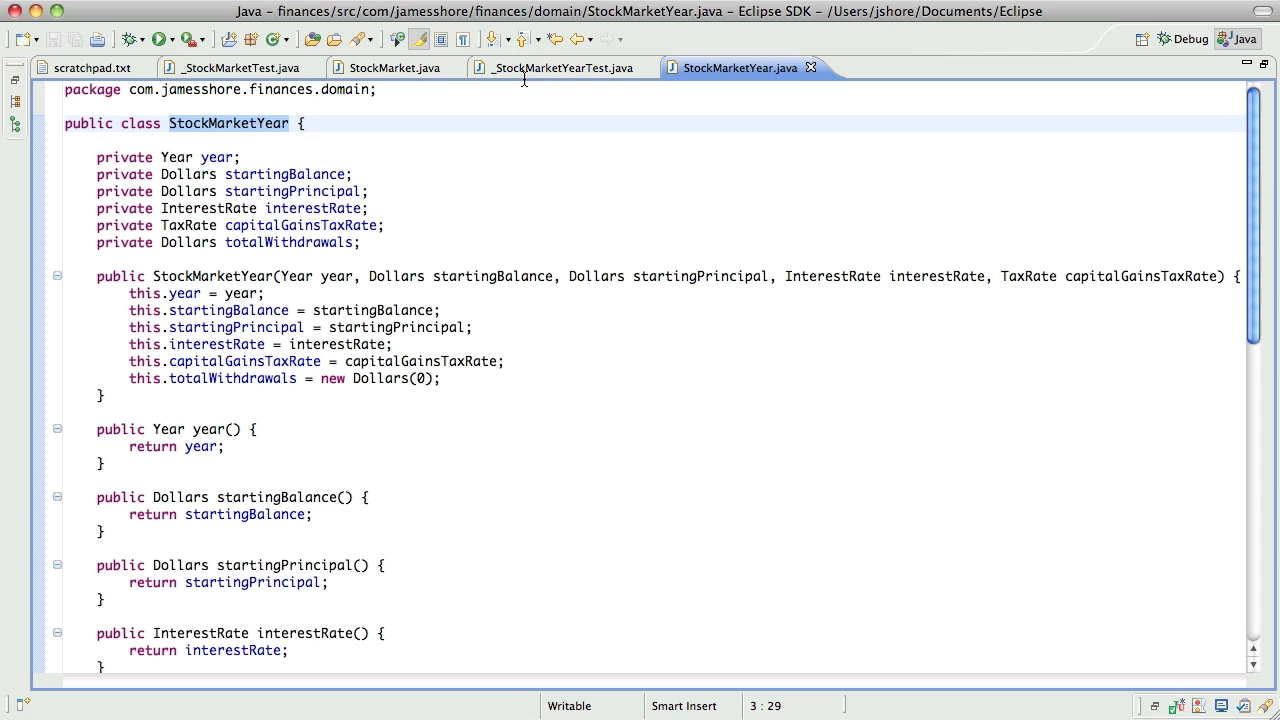 Java – finances/src/com/jamesshore/finances/domain/StockMarketYear.java – Eclipse SDK – /Users/jshore/Documents/Eclipse
Debug Java
scratchpad.txt _StockMarketTest.java StockMarket.java _StockMarketYearTest.java StockMarketYear.java
package com.jamesshore.finances.domain;
public class StockMarketYear {
private Year year;
private Dollars startingBalance;
private Dollars startingPrincipal;
private InterestRate interestRate;
private TaxRate capitalGainsTaxRate;
private Dollars totalWithdrawals;
public StockMarketYear(Year year, Dollars startingBalance, Dollars startingPrincipal, InterestRate interestRate, TaxRate capitalGainsTaxRate) {
this.year = year;
this.startingBalance = startingBalance;
this.startingPrincipal = startingPrincipal;
this.interestRate = interestRate;
this.capitalGainsTaxRate = capitalGainsTaxRate;
this.totalWithdrawals = new Dollars(0);
}
public Year year() {
return year;
}
public Dollars startingBalance() {
return startingBalance;
}
public Dollars startingPrincipal() {
return startingPrincipal;
}
public InterestRate interestRate() {
return interestRate;
}
Writable Smart Insert 3 : 29